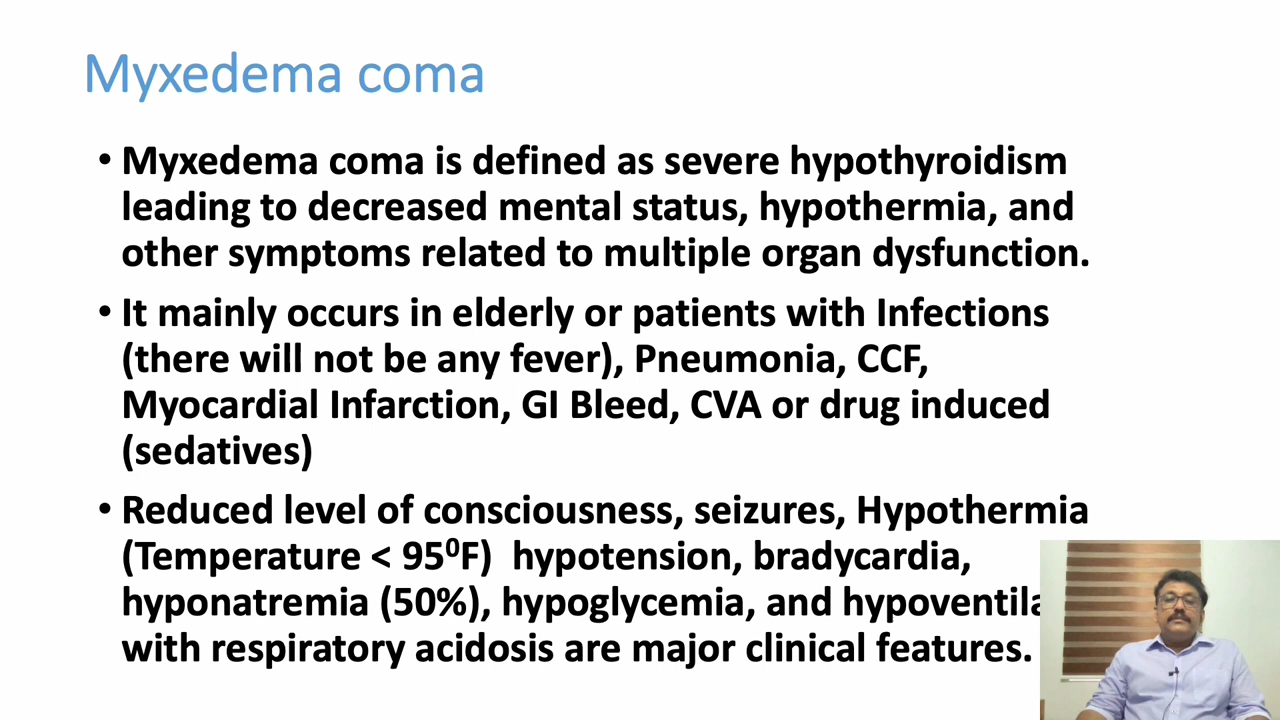 Myxedema coma
• Myxedema coma is defined as severe hypothyroidism
leading to decreased mental status, hypothermia, and
other symptoms related to multiple organ dysfunction.
• It mainly occurs in elderly or patients with Infections
(there will not be any fever), Pneumonia, CCF,
Myocardial Infarction, GI Bleed, CVA or drug induced
(sedatives)
• Reduced level of consciousness, seizures, Hypothermia
(Temperature < 95⁰F) hypotension, bradycardia,
hyponatremia (50%), hypoglycemia, and
with respiratory acidosis are major clinical features.